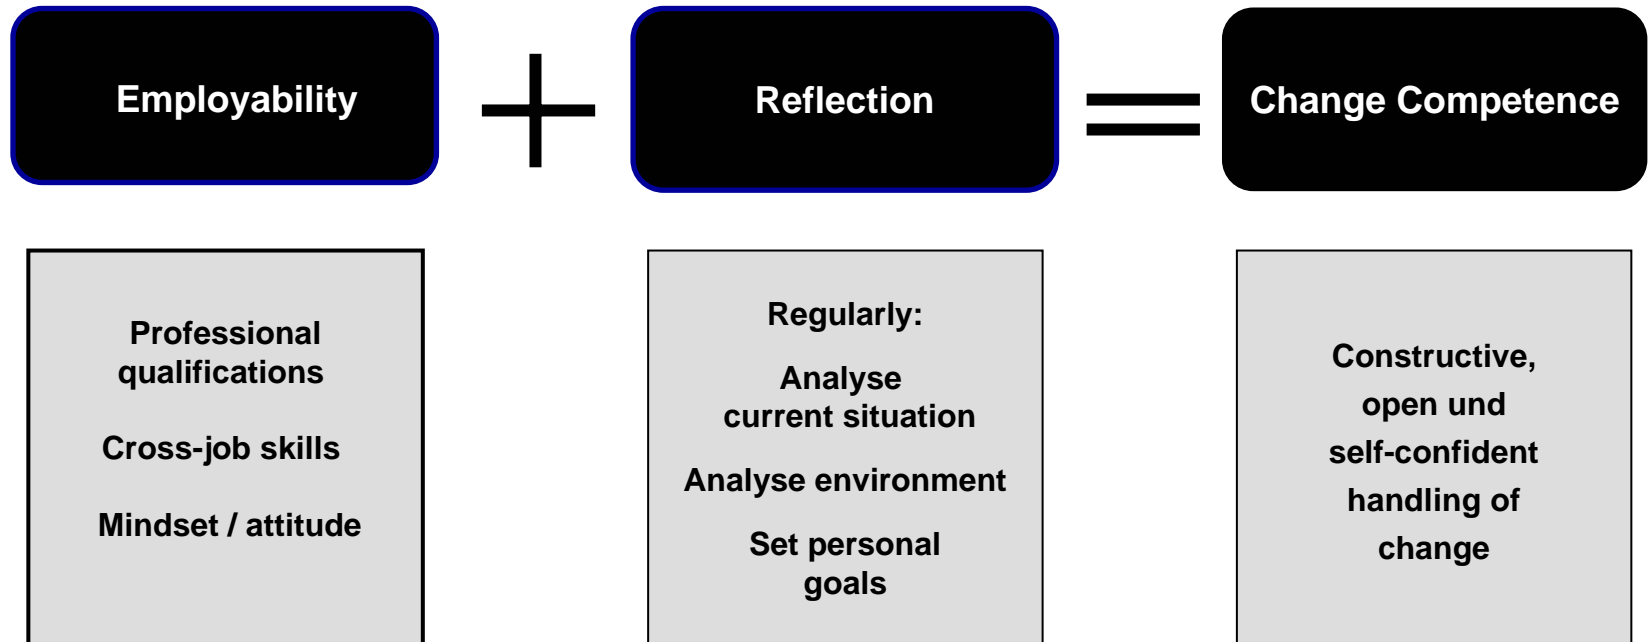 Employability
+
Reflection
=
Change Competence
Professional
qualifications
Cross-job skills
Mindset / attitude
Regularly:
Analyse
current situation
Analyse environment
Set personal
goals
Constructive,
open und
self-confident
handling of
change